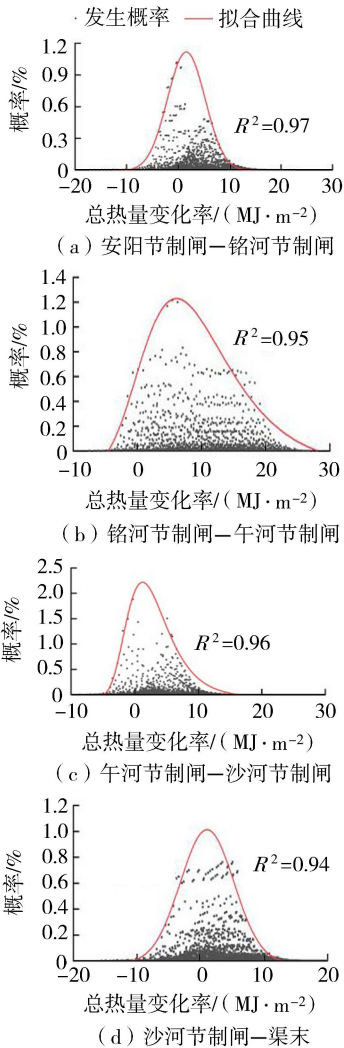 · 发生概率 — 拟合曲线
概率/%
1.2
0.9
0.6
0.3
0
R²=0.97
−20 −10 0 10 20 30
总热量变化率/(MJ·m⁻²)
(a) 安阳节制闸—铭河节制闸
概率/%
1.4
1.2
1.0
0.8
0.6
0.4
0.2
0
R²=0.95
−10 0 10 20 30
总热量变化率/(MJ·m⁻²)
(b) 铭河节制闸—午河节制闸
概率/%
2.5
2.0
1.5
1.0
0.5
0
R²=0.96
−10 0 10 20 30
总热量变化率/(MJ·m⁻²)
(c) 午河节制闸—沙河节制闸
概率/%
1.2
1.0
0.8
0.6
0.4
0.2
0
R²=0.94
−20 −10 0 10 20
总热量变化率/(MJ·m⁻²)
(d) 沙河节制闸—渠末